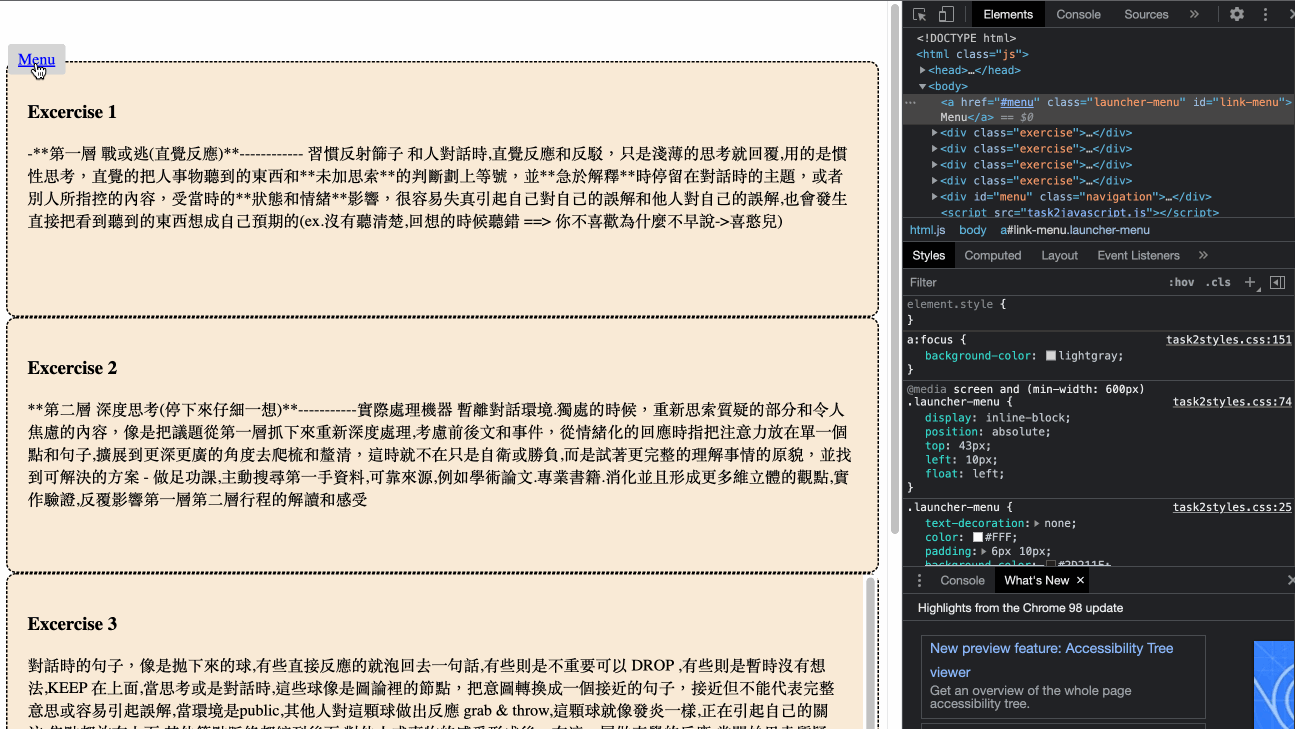 Menu
Excercise 1
-**第一層 戰或逃(直覺反應)**------------ 習慣反射篩子 和人對話時,直覺反應和反駁，只是淺薄的思考就回覆,用的是慣
性思考，直覺的把人事物聽到的東西和**未加思索**的判斷劃上等號，並**急於解釋**時停留在對話時的主題，或者
別人所指控的內容，受當時的**狀態和情緒**影響，很容易失真引起自己對自己的誤解和他人對自己的誤解,也會發生
直接把看到聽到的東西想成自己預期的(ex.沒有聽清楚,回想的時候聽錯 ==> 你不喜歡為什麼不早說->喜憨兒)
Excercise 2
**第二層 深度思考(停下來仔細一想)**-----------實際處理機器 暫離對話環境.獨處的時候，重新思索質疑的部分和令人
焦慮的內容，像是把議題從第一層抓下來重新深度處理,考慮前後文和事件，從情緒化的回應時指把注意力放在單一個
點和句子,擴展到更深更廣的角度去爬梳和釐清，這時就不在只是自衛或勝負,而是試著更完整的理解事情的原貌，並找
到可解決的方案 - 做足功課,主動搜尋第一手資料,可靠來源,例如學術論文.專業書籍.消化並且形成更多維立體的觀點,實
作驗證,反覆影響第一層第二層行程的解讀和感受
Excercise 3
對話時的句子，像是拋下來的球,有些直接反應的就泡回去一句話,有些則是不重要可以 DROP ,有些則是暫時沒有想
法,KEEP 在上面,當思考或是對話時,這些球像是圖論裡的節點，把意圖轉換成一個接近的句子，接近但不能代表完整
意思或容易引起誤解,當環境是public,其他人對這顆球做出反應 grab & throw,這顆球就像發炎一樣,正在引起自己的關
Elements Console Sources »
<!DOCTYPE html>
<html class="js">
<head>…</head>
<body>
<a href="#menu" class="launcher-menu" id="link-menu">
Menu</a> == $0
<div class="exercise">…</div>
<div class="exercise">…</div>
<div class="exercise">…</div>
<div class="exercise">…</div>
<div id="menu" class="navigation">…</div>
<script src="task2javascript.js"></script>
html.js body a#link-menu.launcher-menu
Styles Computed Layout Event Listeners »
Filter :hov .cls +
element.style {
}
a:focus { task2styles.css:151
background-color: lightgray;
}
@media screen and (min-width: 600px)
.launcher-menu { task2styles.css:74
display: inline-block;
position: absolute;
top: 43px;
left: 10px;
float: left;
}
.launcher-menu { task2styles.css:25
text-decoration: none;
color: #FFF;
padding: 6px 10px;
Console What's New ×
Highlights from the Chrome 98 update
New preview feature: Accessibility Tree
viewer
Get an overview of the whole page
accessibility tree.